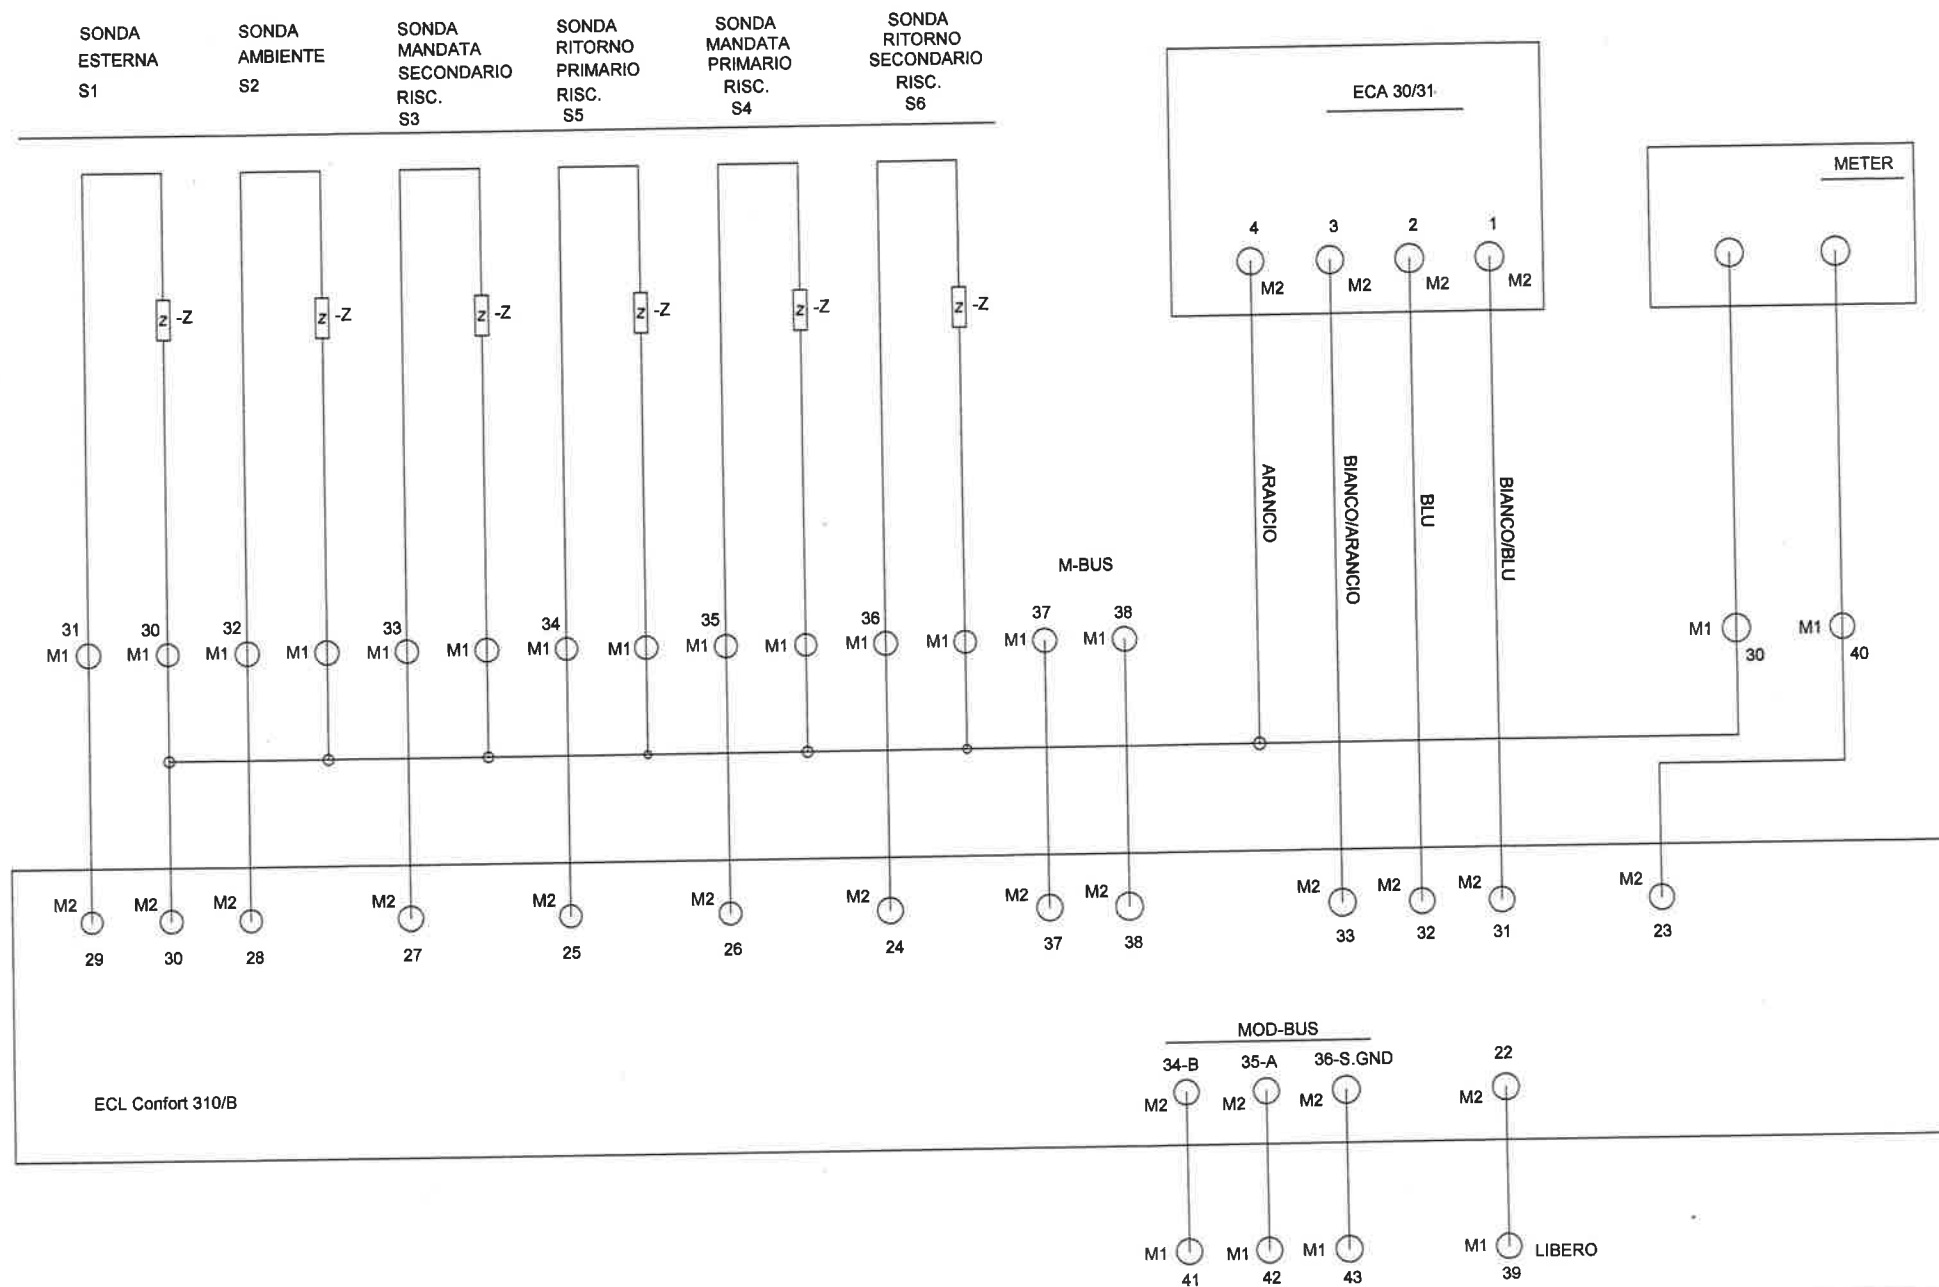 SONDA
ESTERNA
S1
SONDA
AMBIENTE
S2
SONDA
MANDATA
SECONDARIO
RISC.
S3
SONDA
RITORNO
PRIMARIO
RISC.
S5
SONDA
MANDATA
PRIMARIO
RISC.
S4
SONDA
RITORNO
SECONDARIO
RISC.
S6
ECA 30/31
METER
4 3 2 1
M2 M2 M2 M2
Z -Z Z -Z Z -Z Z -Z Z -Z Z -Z
ARANCIO
BIANCO/ARANCIO
BLU
BIANCO/BLU
M-BUS
31 30 32 33 34 35 36 37 38
M1 M1 M1 M1 M1 M1 M1 M1 M1 M1 M1 M1 M1 M1 M1 M1
30 40
M2 M2 M2 M2 M2 M2 M2 M2 M2 M2 M2 M2 M2
29 30 28 27 25 26 24 37 38 33 32 31 23
MOD-BUS
34-B 35-A 36-S.GND 22
M2 M2 M2 M2
ECL Confort 310/B
M1 M1 M1 M1 LIBERO
41 42 43 39